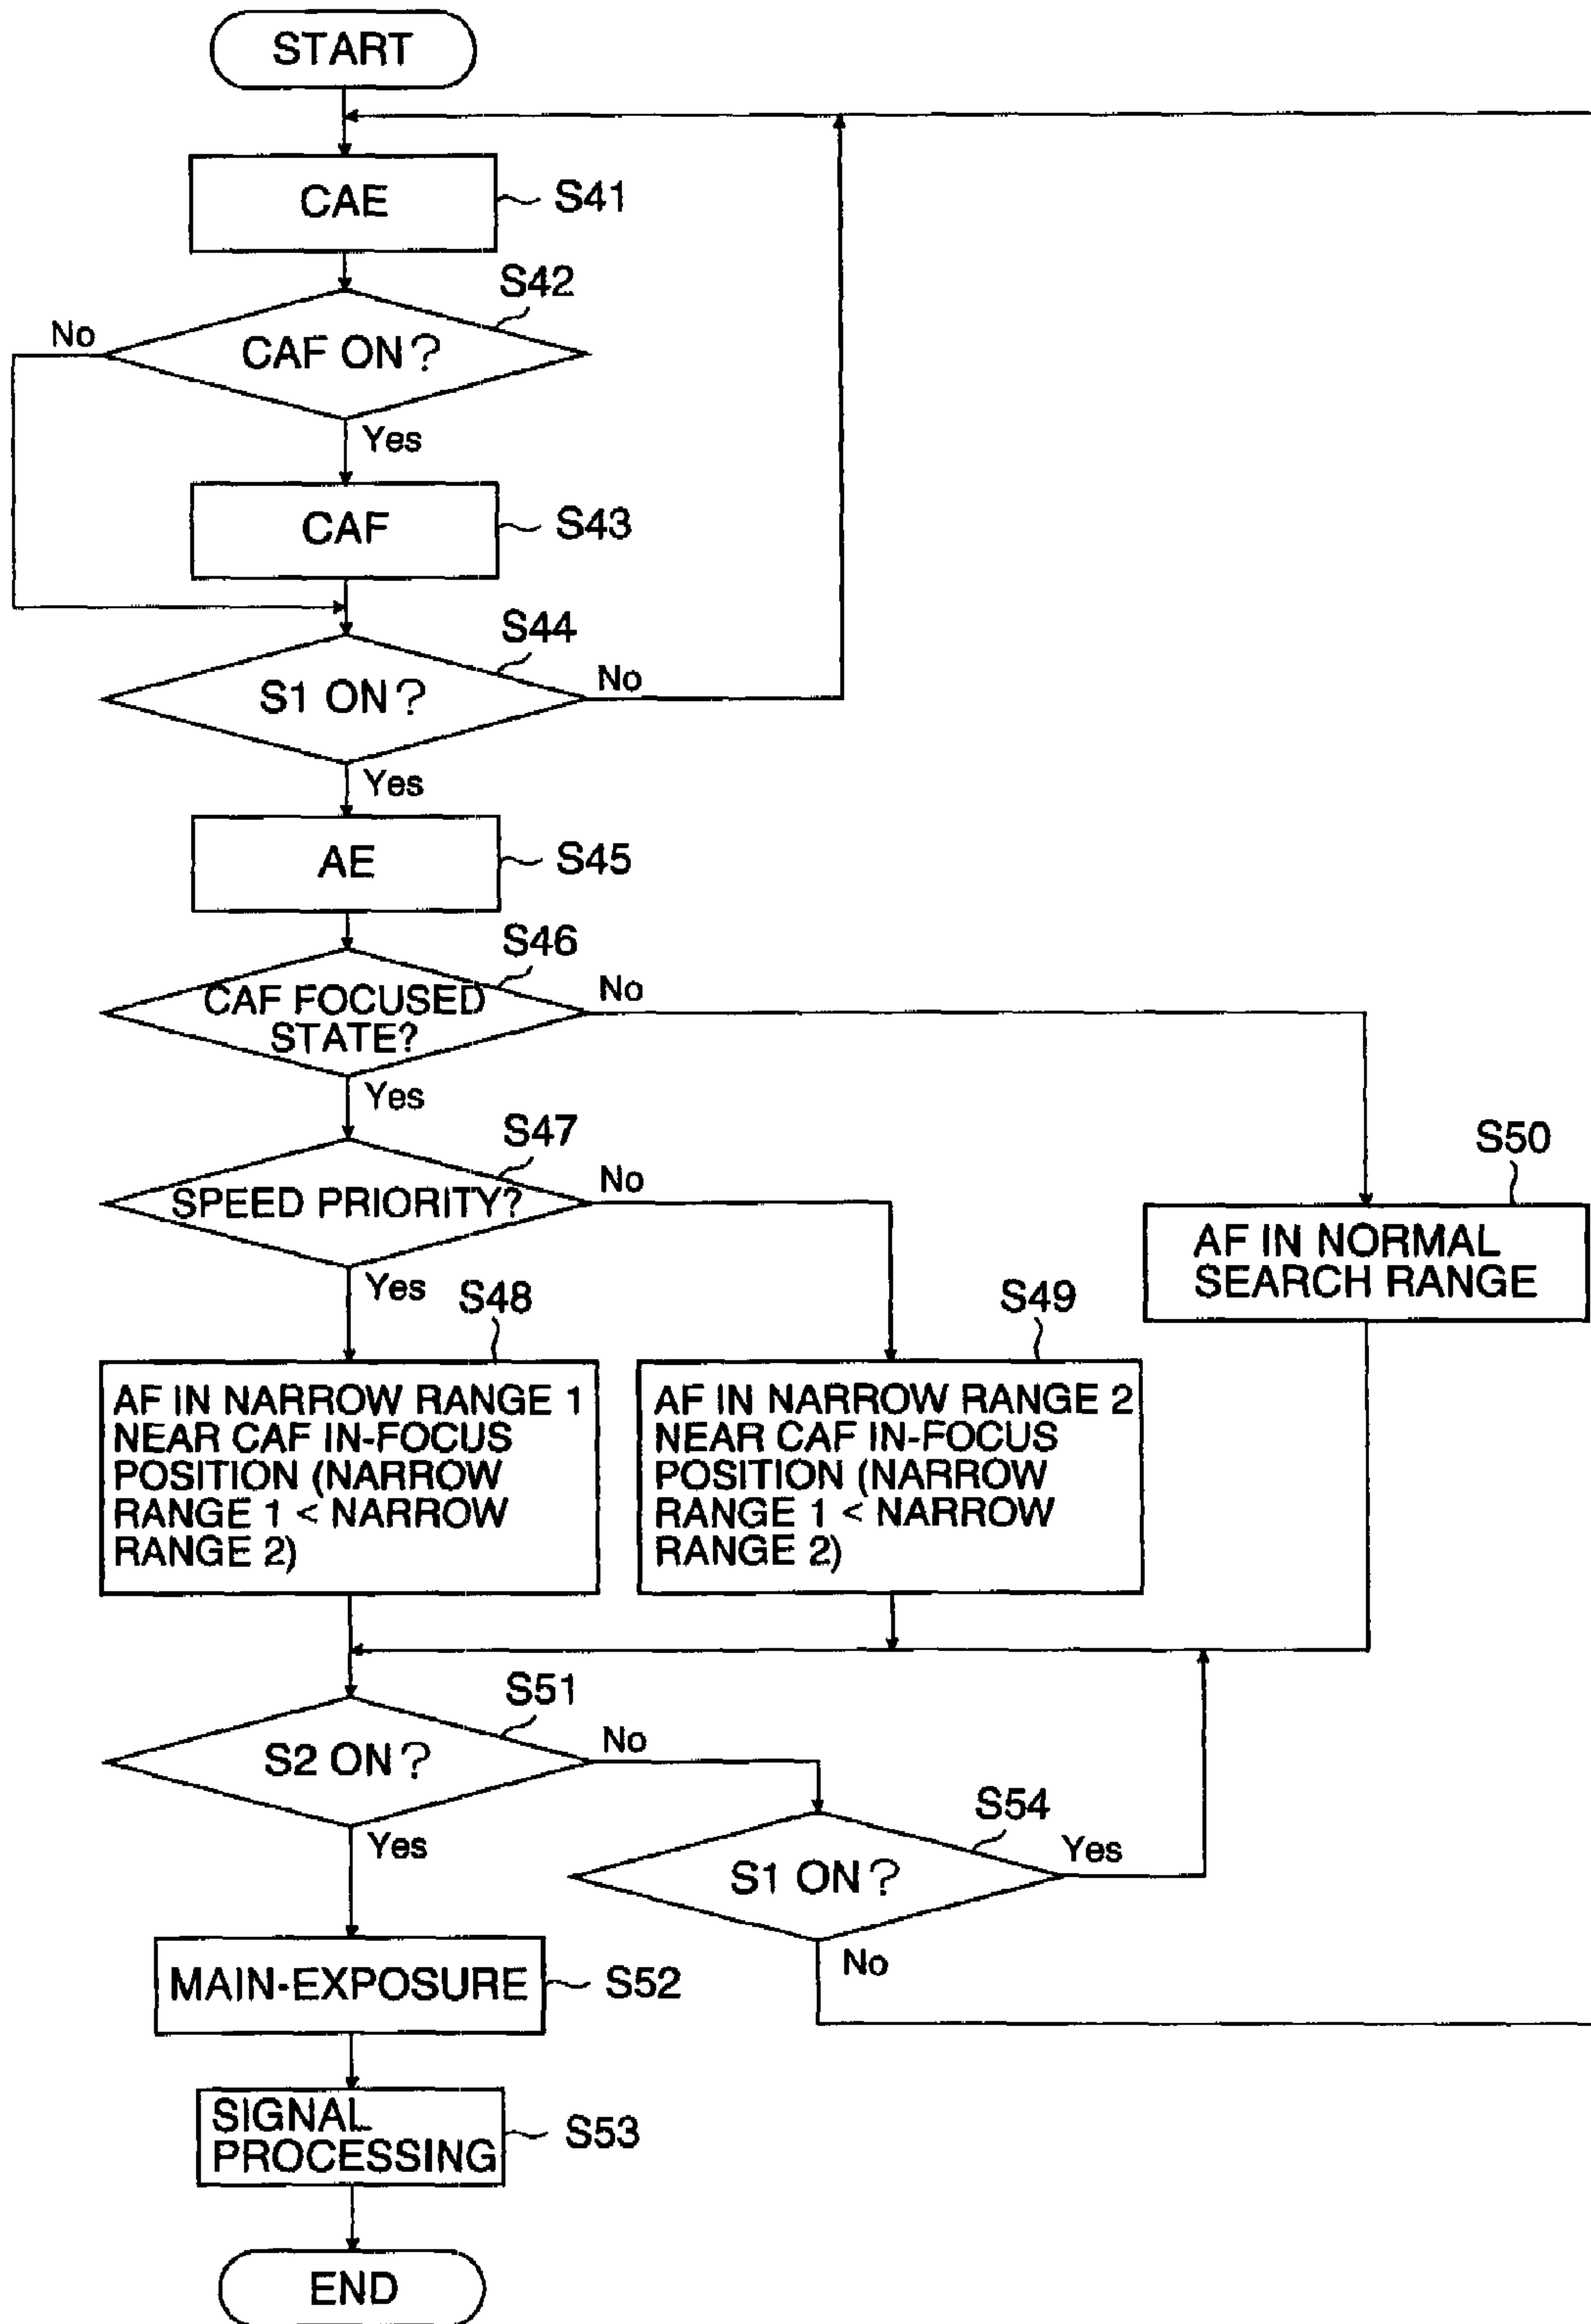 START
CAE
S41
S42
CAF ON?
No
Yes
CAF
S43
S44
S1 ON?
No
Yes
AE
S45
S46
CAF FOCUSED
STATE?
No
Yes
S47
SPEED PRIORITY?
No
Yes
S50
AF IN NORMAL
SEARCH RANGE
S48
AF IN NARROW RANGE 1
NEAR CAF IN-FOCUS
POSITION (NARROW
RANGE 1 < NARROW
RANGE 2)
S49
AF IN NARROW RANGE 2
NEAR CAF IN-FOCUS
POSITION (NARROW
RANGE 1 < NARROW
RANGE 2)
S51
S2 ON?
No
Yes
S54
S1 ON?
Yes
No
MAIN-EXPOSURE
S52
SIGNAL
PROCESSING
S53
END